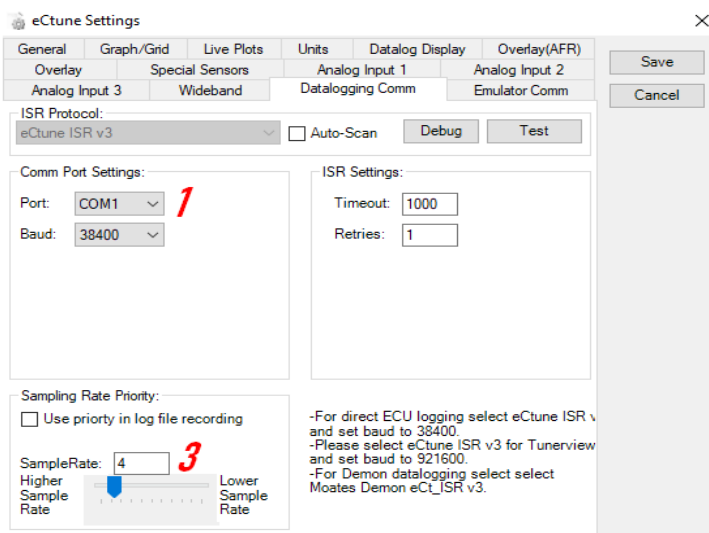 eCtune Settings
General Graph/Grid Live Plots Units Datalog Display Overlay(AFR)
Overlay Special Sensors Analog Input 1 Analog Input 2
Analog Input 3 Wideband Datalogging Comm Emulator Comm
Save
Cancel
ISR Protocol:
eCtune ISR v3 Auto-Scan Debug Test
Comm Port Settings:
Port: COM1 1
Baud: 38400
ISR Settings:
Timeout: 1000
Retries: 1
Sampling Rate Priority:
Use priorty in log file recording
SampleRate: 4 3
Higher
Sample
Rate
Lower
Sample
Rate
-For direct ECU logging select eCtune ISR v
and set baud to 38400.
-Please select eCtune ISR v3 for Tunerview
and set baud to 921600.
-For Demon datalogging select select
Moates Demon eCt_ISR v3.